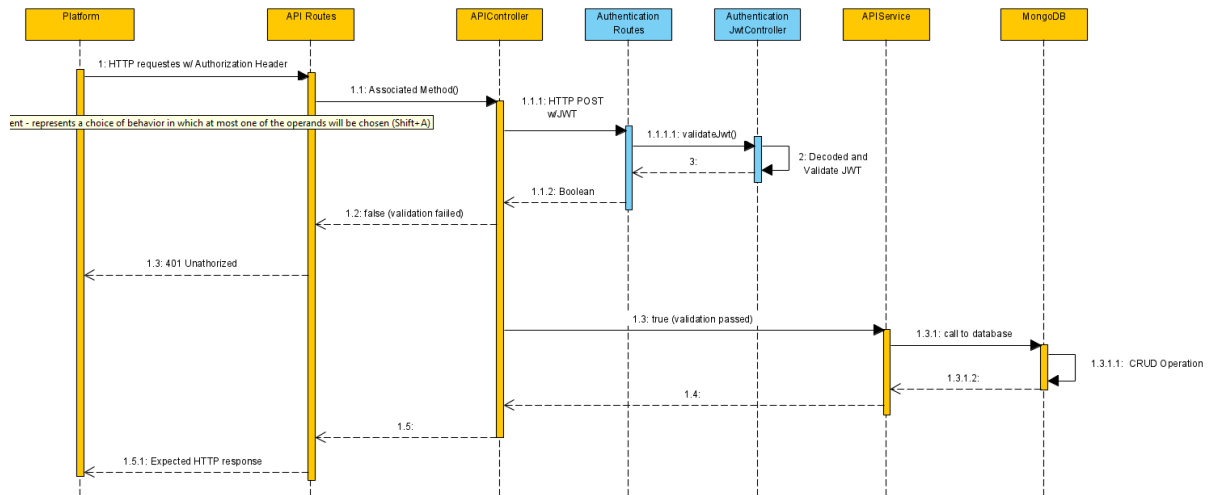 Platform
API Routes
APIController
Authentication
Routes
Authentication
JwtController
APIService
MongoDB
1: HTTP requestes w/ Authorization Header
1.1: Associated Method()
1.1.1: HTTP POST
w/JWT
ent - represents a choice of behavior in which at most one of the operands will be chosen (Shift+A)
1.1.1.1: validateJwt()
2: Decoded and
Validate JWT
3:
1.1.2: Boolean
1.2: false (validation failed)
1.3: 401 Unathorized
1.3: true (validation passed)
1.3.1: call to database
1.3.1.1: CRUD Operation
1.3.1.2:
1.4:
1.5:
1.5.1: Expected HTTP response